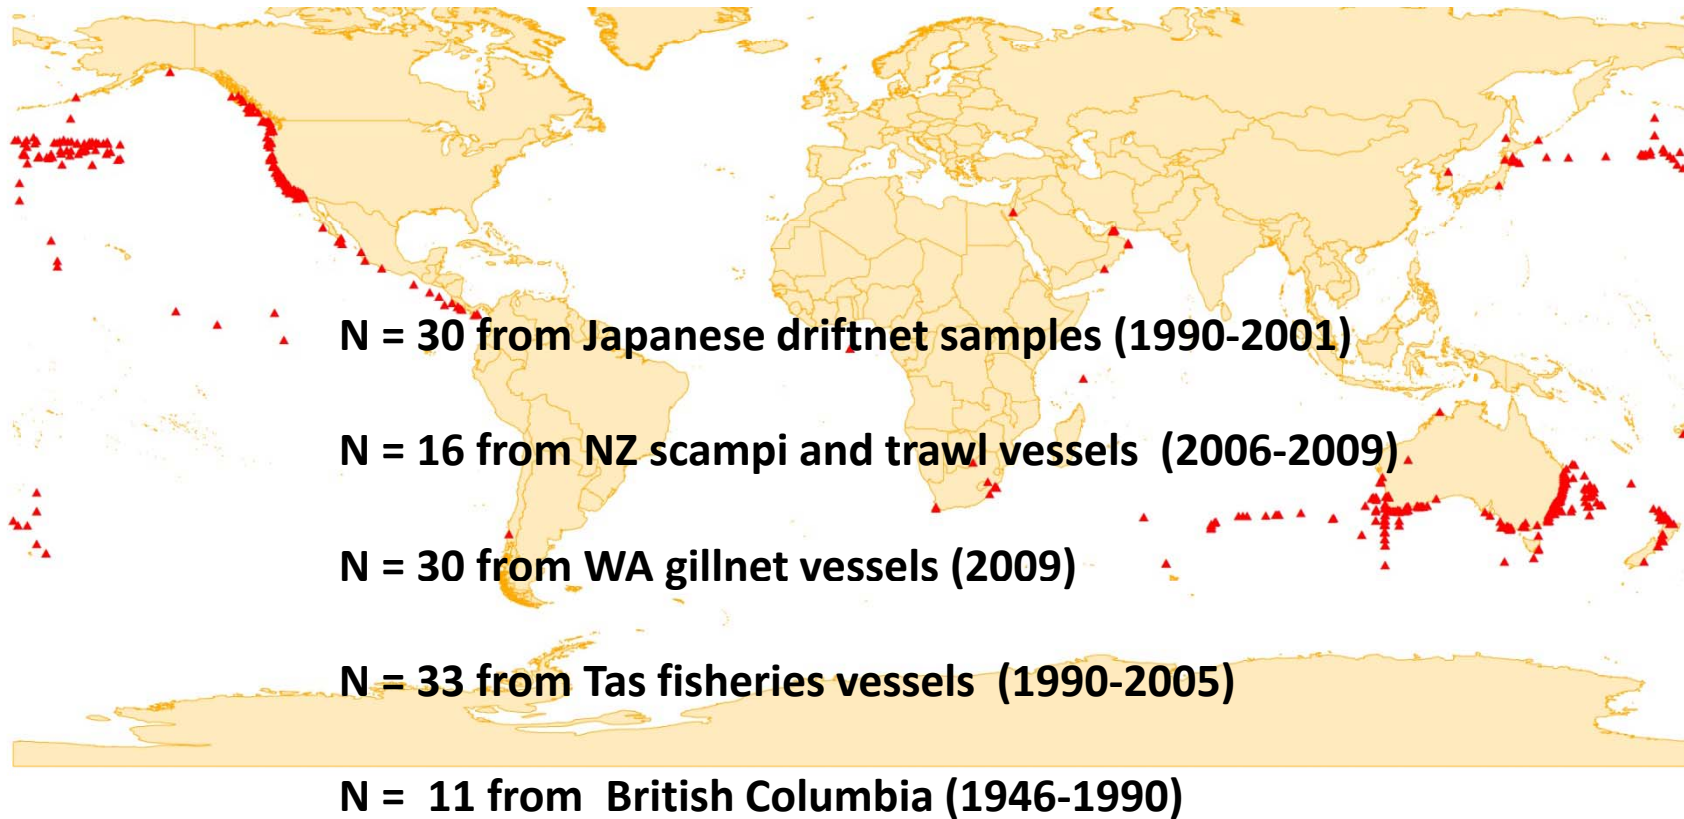 N = 30 from Japanese driftnet samples (1990-2001)
N = 16 from NZ scampi and trawl vessels (2006-2009)
N = 30 from WA gillnet vessels (2009)
N = 33 from Tas fisheries vessels (1990-2005)
N = 11 from British Columbia (1946-1990)